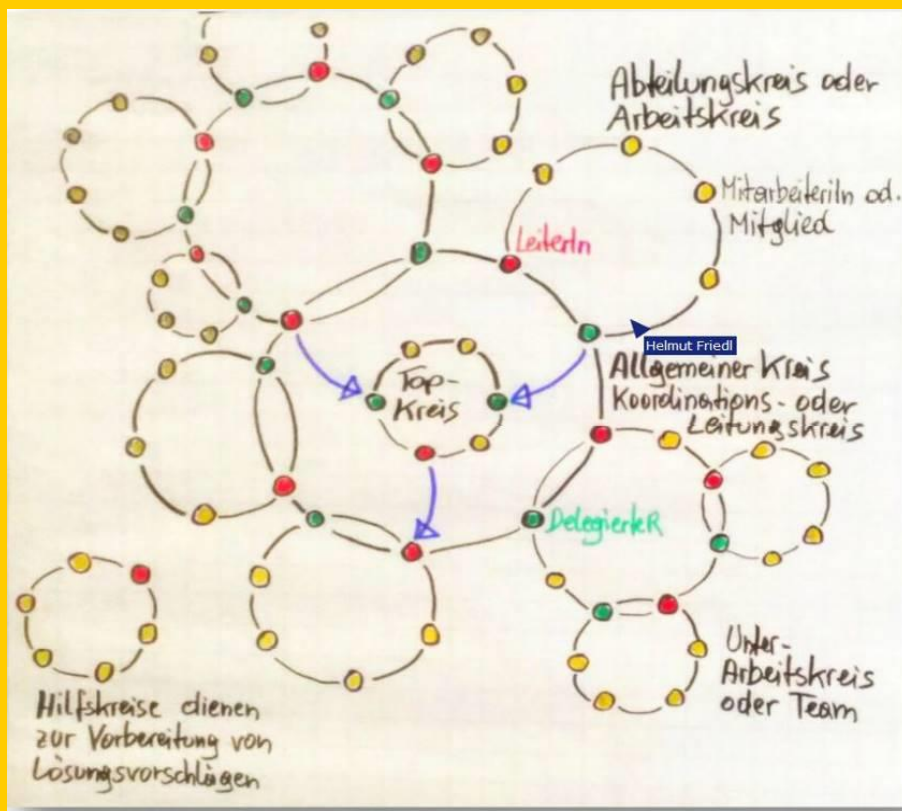 Abteilungskreis oder
Arbeitskreis
MitarbeiterIn od.
Mitglied
LeiterIn
Helmut Friedl
Top-
Kreis
Allgemeiner Kreis
Koordinations- oder
Leitungskreis
DelegierteR
Unter-
Arbeitskreis
oder Team
Hilfskreise dienen
zur Vorbereitung von
Lösungsvorschlägen